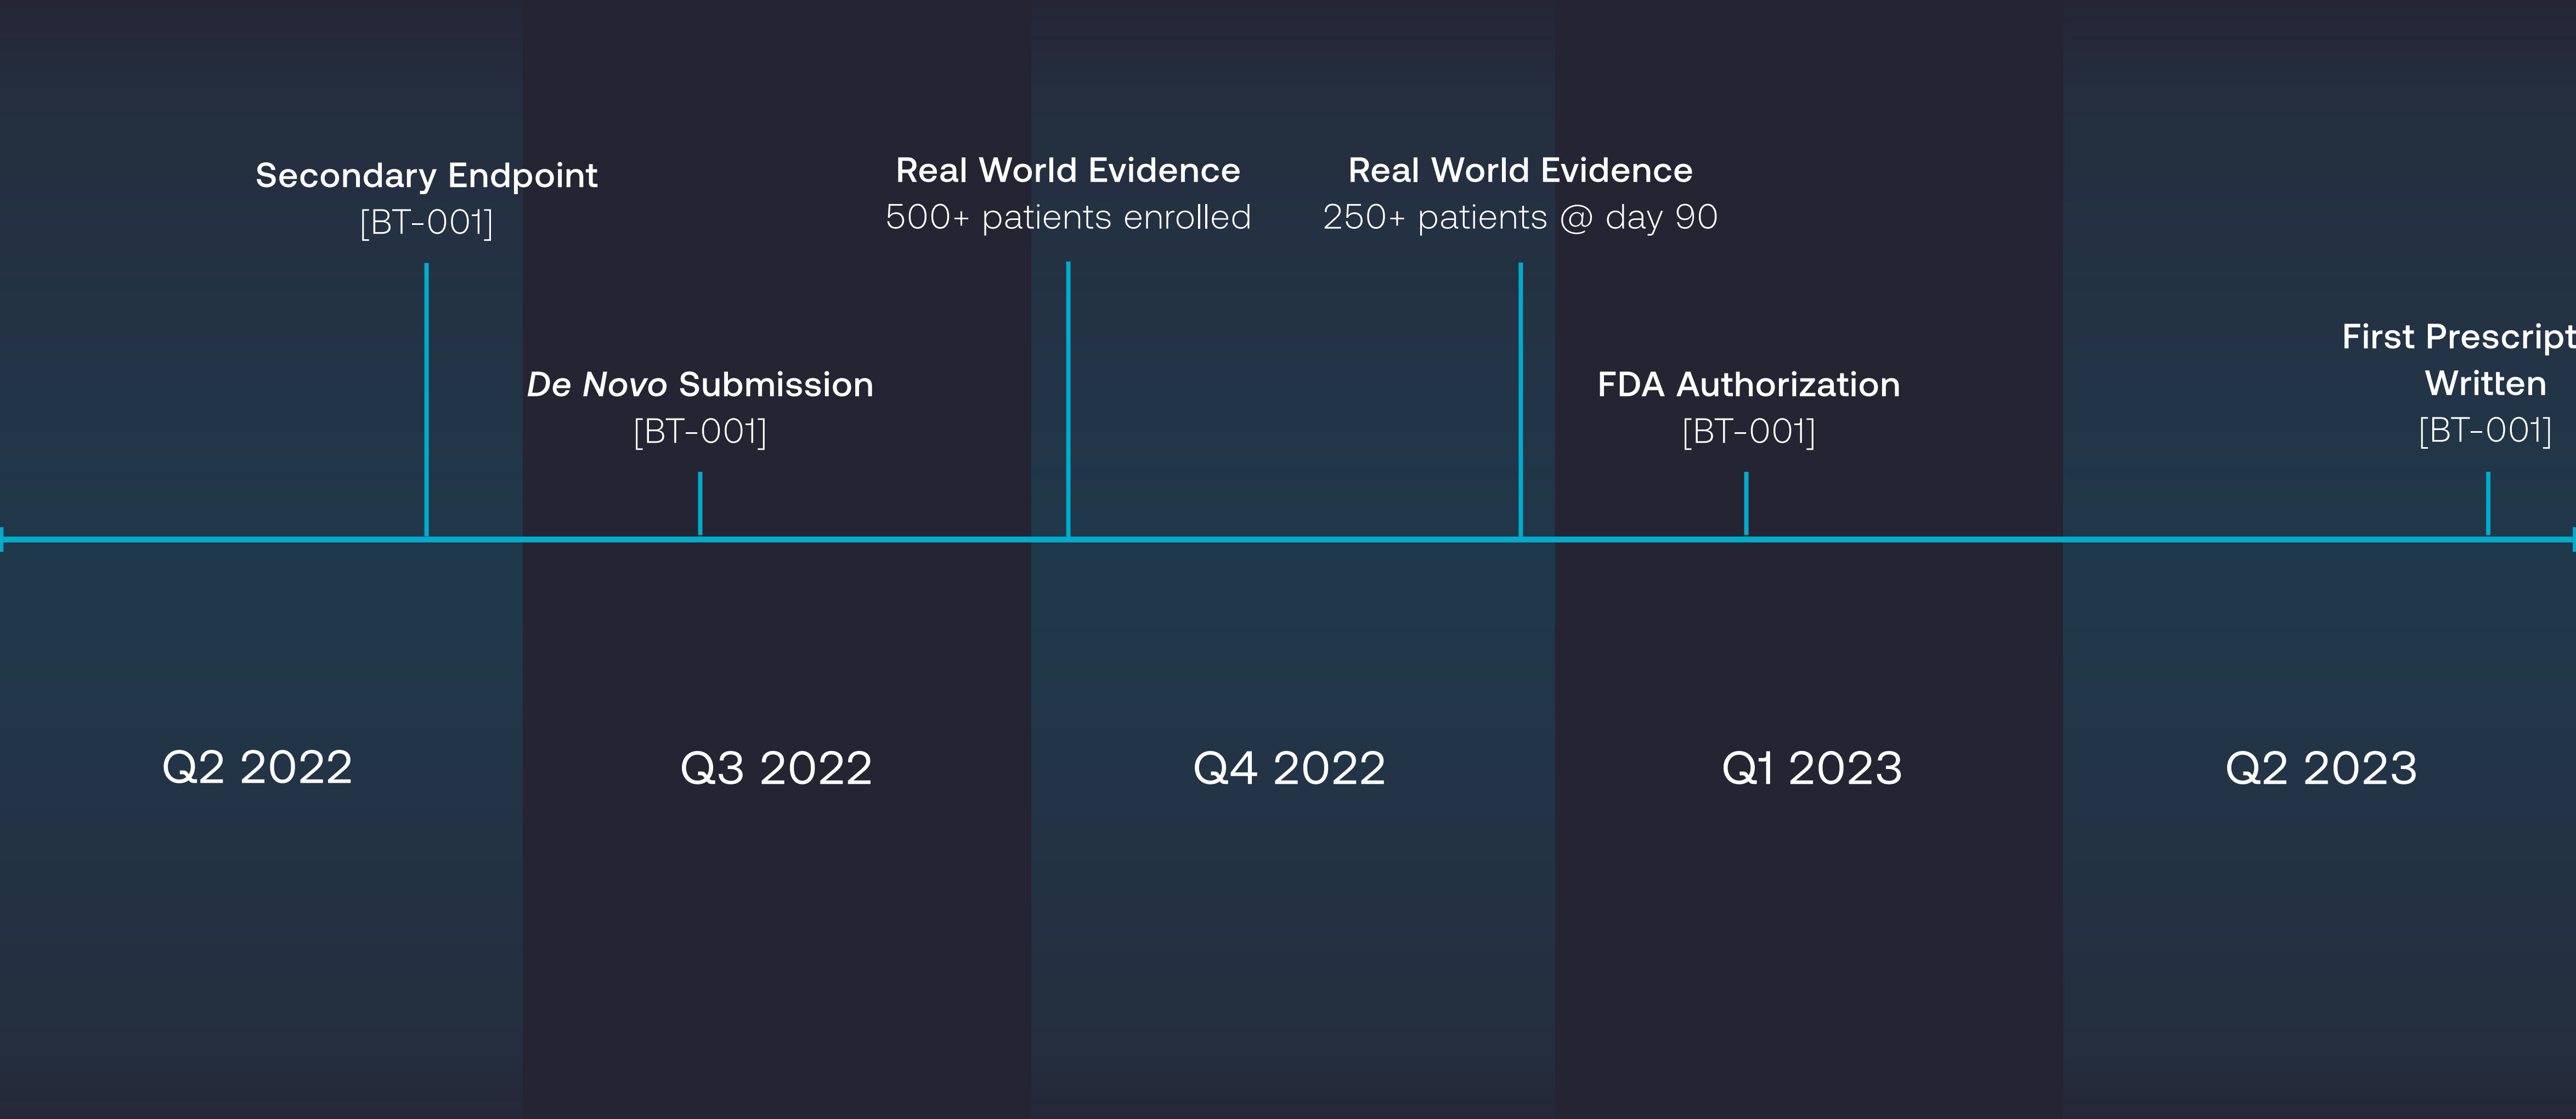 Secondary Endpoint
[BT-001]
De Novo Submission
[BT-001]
Real World Evidence
500+ patients enrolled
Real World Evidence
250+ patients @ day 90
FDA Authorization
[BT-001]
First Prescript
Written
[BT-001]
Q2 2022
Q3 2022
Q4 2022
Q1 2023
Q2 2023